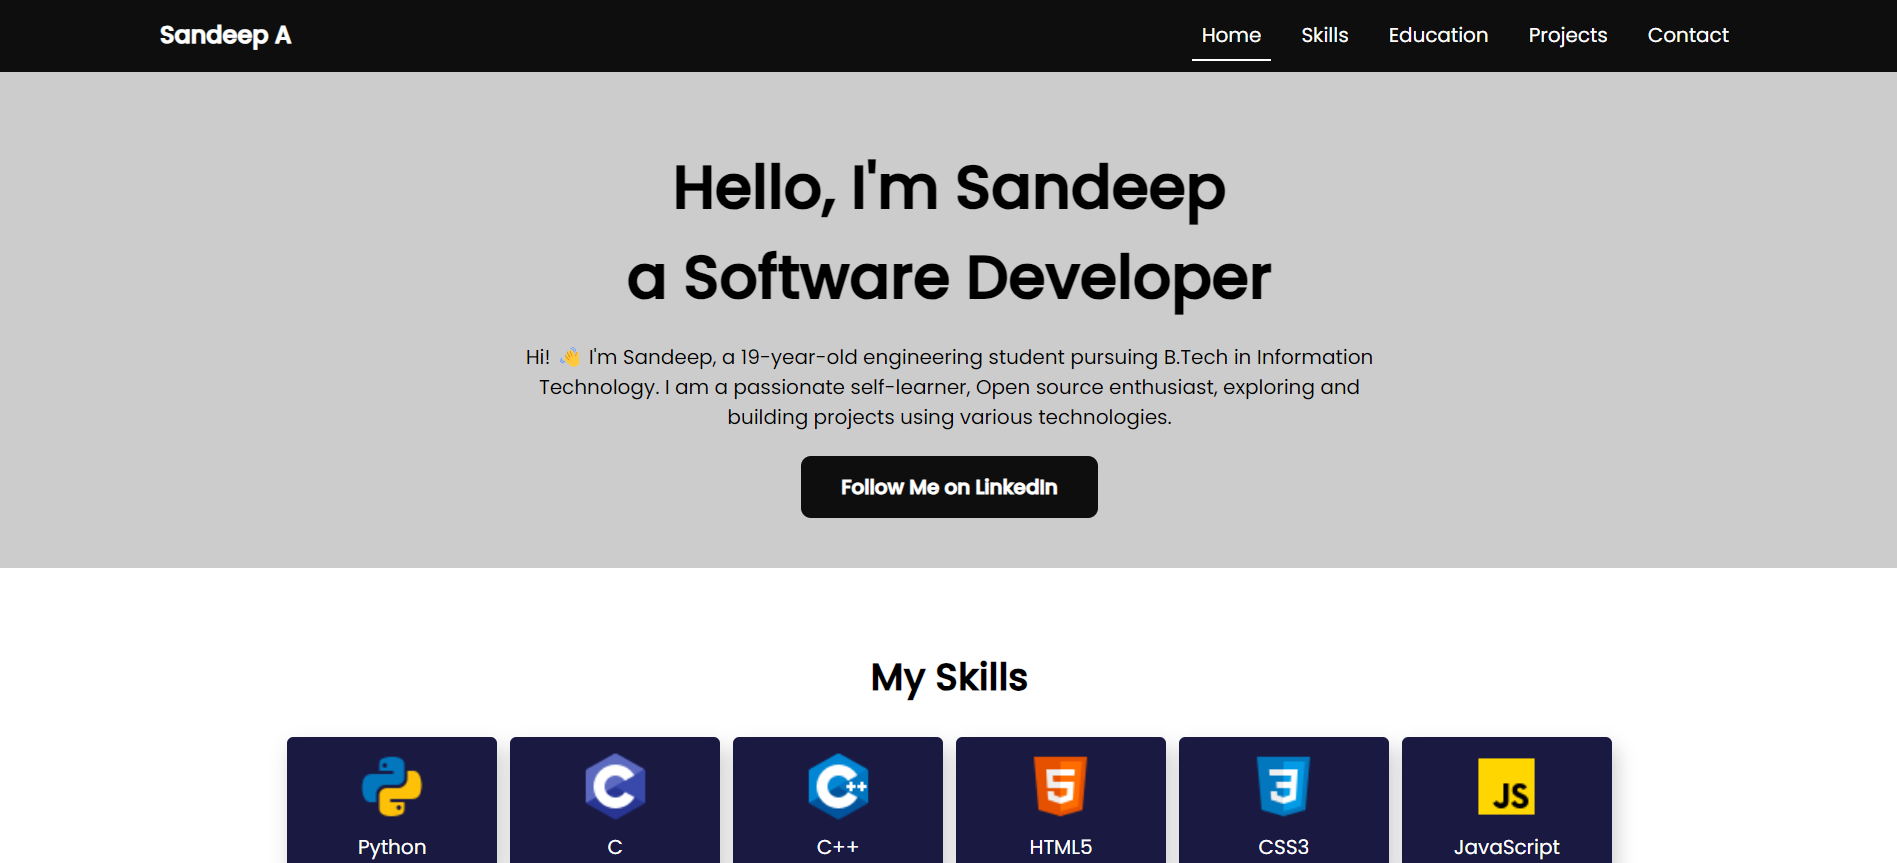 Sandeep A
Home Skills Education Projects Contact
Hello, I'm Sandeep
a Software Developer
Hi! 👋 I'm Sandeep, a 19-year-old engineering student pursuing B.Tech in Information
Technology. I am a passionate self-learner, Open source enthusiast, exploring and
building projects using various technologies.
Follow Me on LinkedIn
My Skills
C
C++
5
3
JS
Python
C
C++
HTML5
CSS3
JavaScript